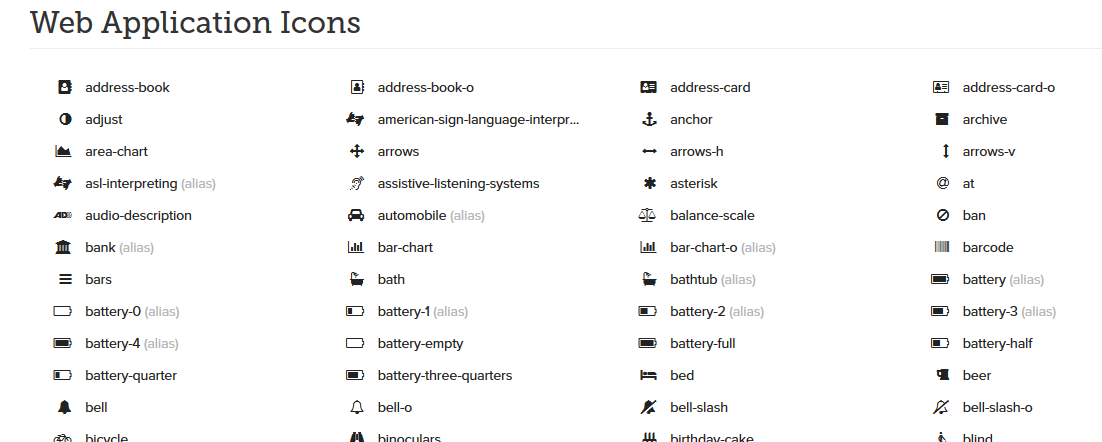 Web Application Icons
address-book address-book-o address-card address-card-o
adjust american-sign-language-interpr... anchor archive
area-chart arrows arrows-h arrows-v
asl-interpreting (alias) assistive-listening-systems asterisk at
audio-description automobile (alias) balance-scale ban
bank (alias) bar-chart bar-chart-o (alias) barcode
bars bath bathtub (alias) battery (alias)
battery-0 (alias) battery-1 (alias) battery-2 (alias) battery-3 (alias)
battery-4 (alias) battery-empty battery-full battery-half
battery-quarter battery-three-quarters bed beer
bell bell-o bell-slash bell-slash-o
bicycle binoculars birthday-cake blind